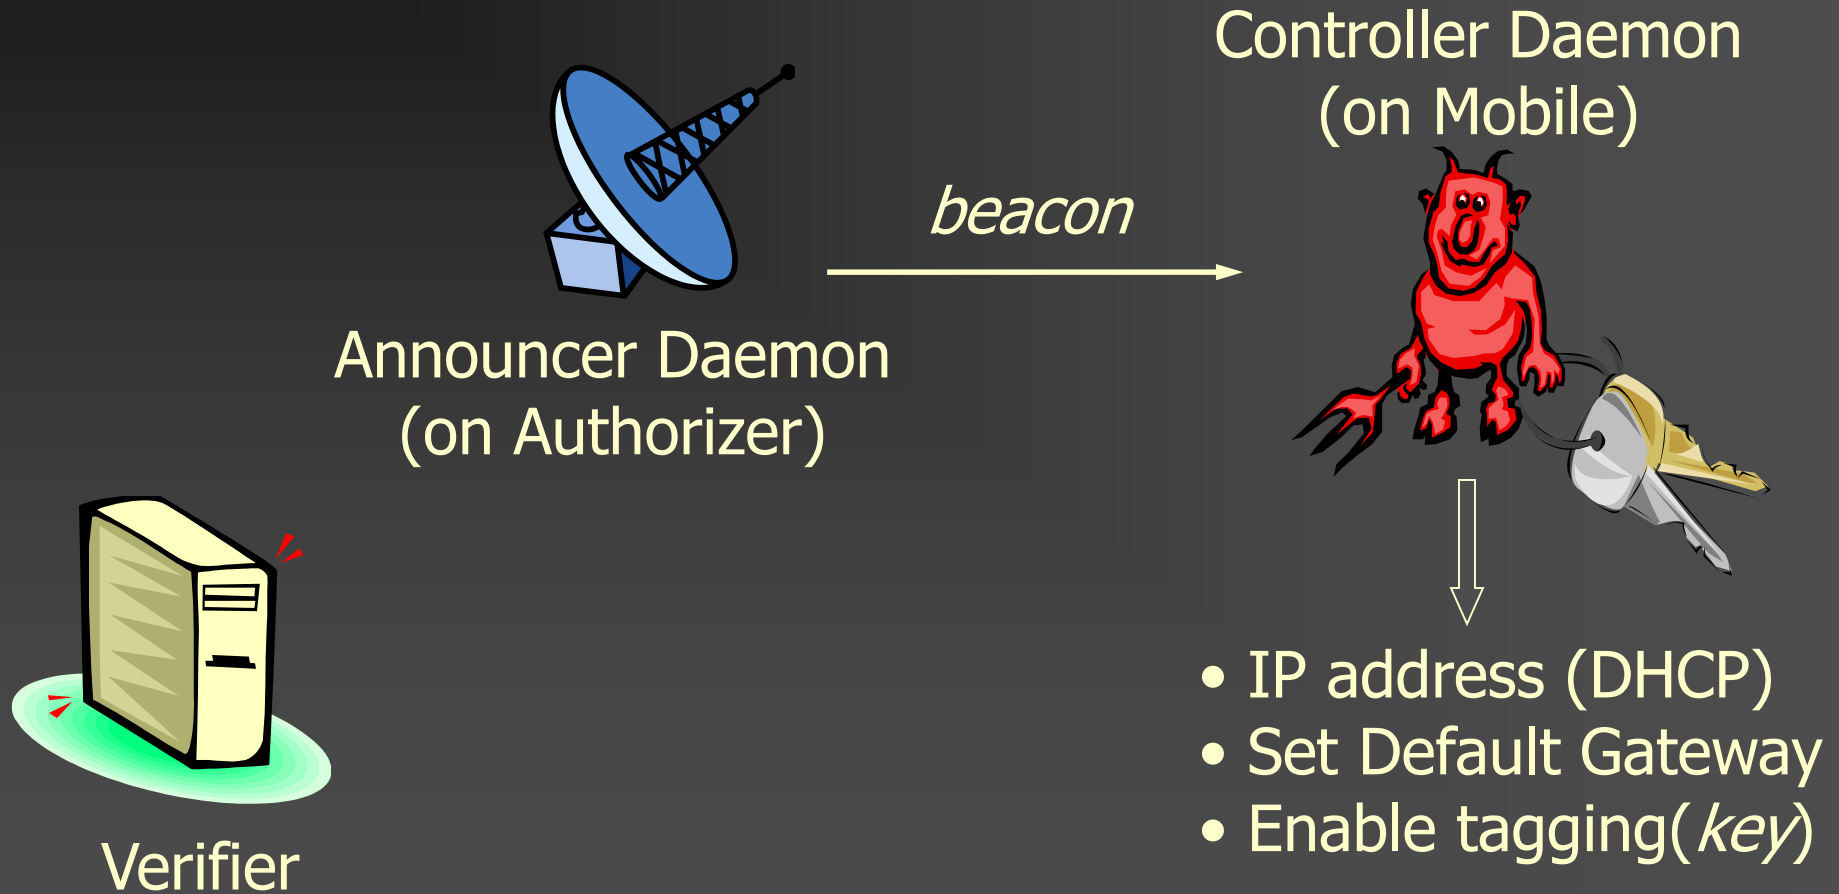 Controller Daemon
(on Mobile)
beacon
Announcer Daemon
(on Authorizer)
Verifier
• IP address (DHCP)
• Set Default Gateway
• Enable tagging(key)